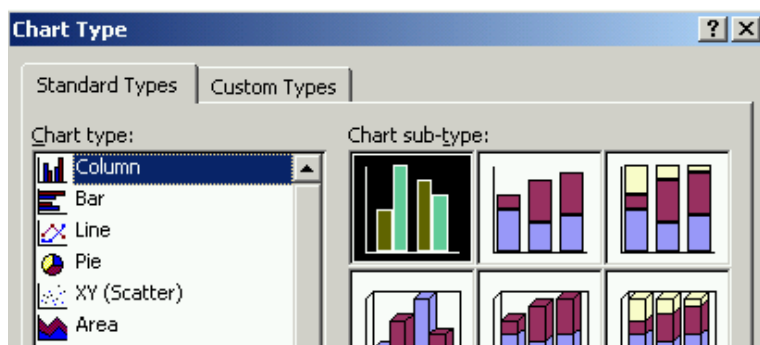 Chart Type
Standard Types
Custom Types
Chart type:
Chart sub-type:
Column
Bar
Line
Pie
XY (Scatter)
Area